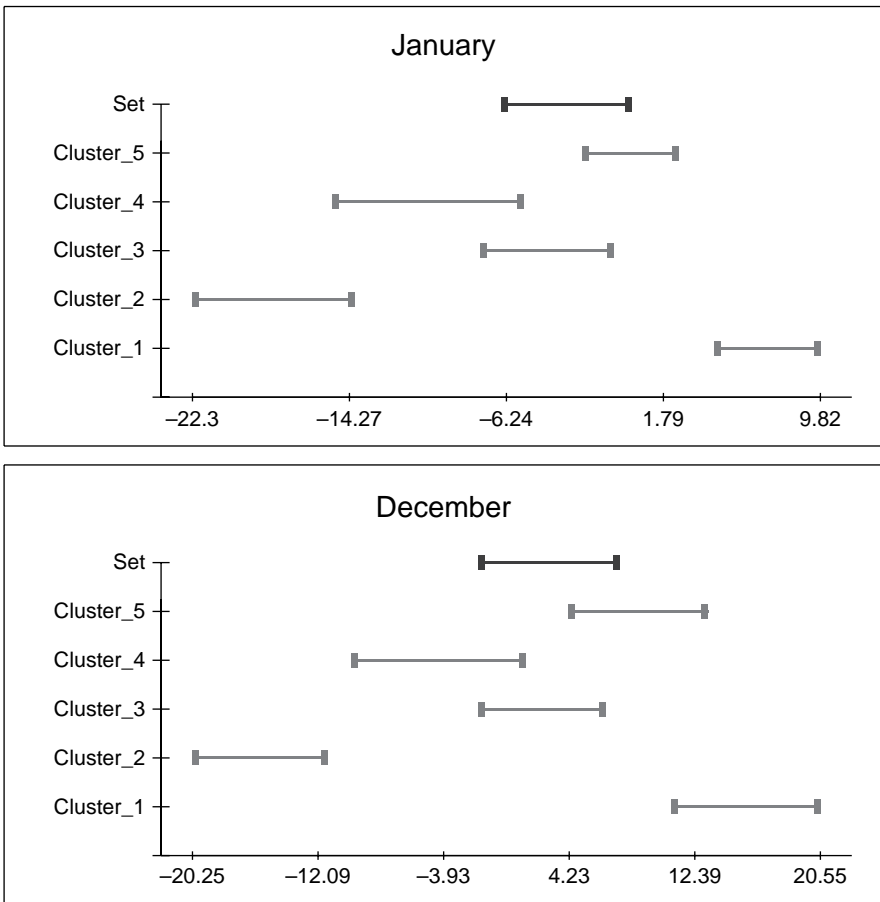 January
Set
Cluster_5
Cluster_4
Cluster_3
Cluster_2
Cluster_1
–22.3 –14.27 –6.24 1.79 9.82
December
Set
Cluster_5
Cluster_4
Cluster_3
Cluster_2
Cluster_1
–20.25 –12.09 –3.93 4.23 12.39 20.55